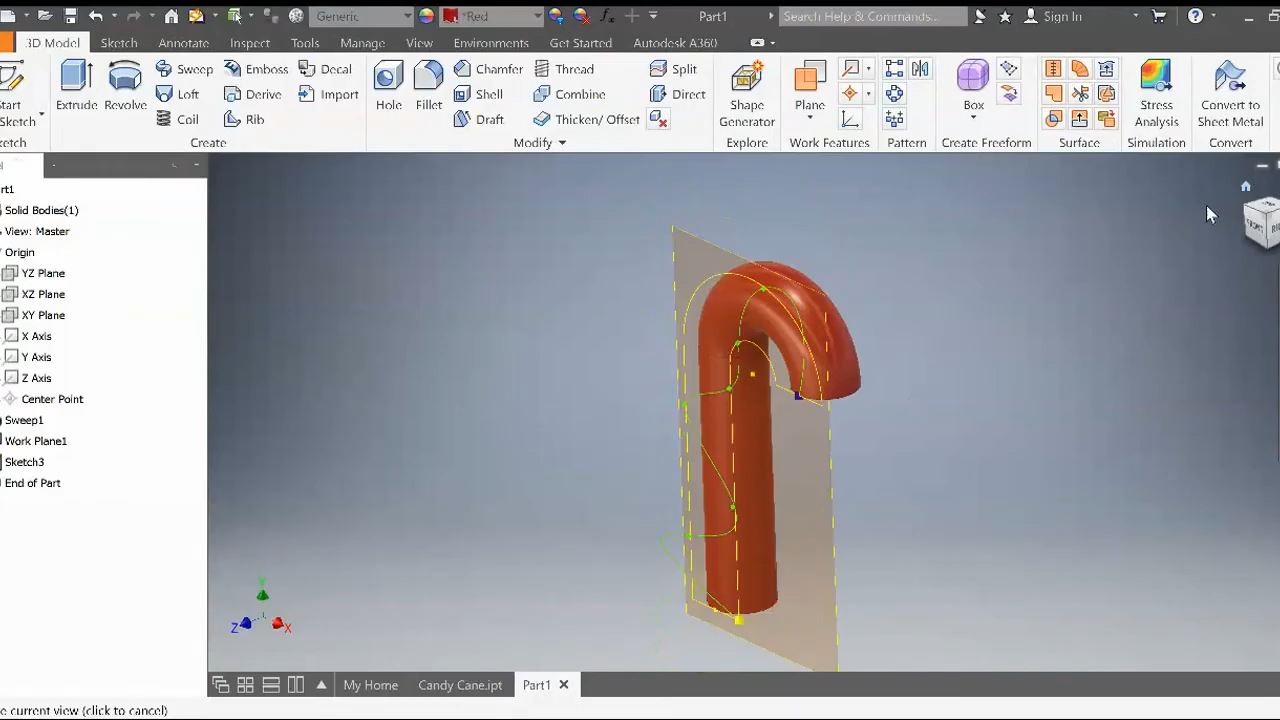 Generic
*Red
Part1
Search Help & Commands...
Sign In
3D Model
Sketch
Annotate
Inspect
Tools
Manage
View
Environments
Get Started
Autodesk A360
Start
Sketch
Extrude
Revolve
Sweep
Loft
Coil
Emboss
Derive
Rib
Decal
Import
Hole
Fillet
Chamfer
Shell
Draft
Thread
Combine
Thicken/ Offset
Split
Direct
Shape
Generator
Plane
Box
Stress
Analysis
Convert to
Sheet Metal
ketch
Create
Modify
Explore
Work Features
Pattern
Create Freeform
Surface
Simulation
Convert
rt1
Solid Bodies(1)
View: Master
Origin
YZ Plane
XZ Plane
XY Plane
X Axis
Y Axis
Z Axis
Center Point
Sweep1
Work Plane1
Sketch3
End of Part
Y
Z
X
My Home
Candy Cane.ipt
Part1
e current view (click to cancel)